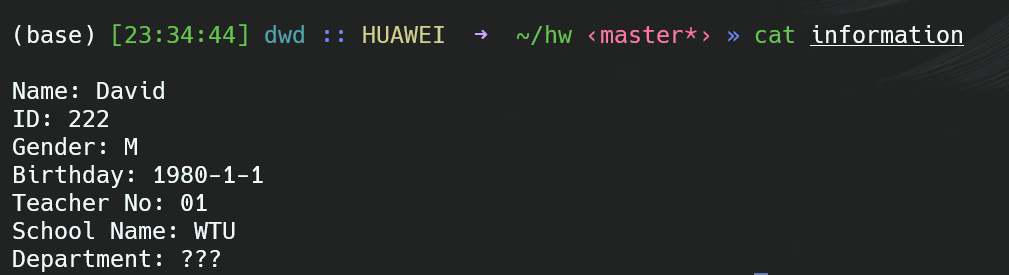 (base) [23:34:44] dwd :: HUAWEI ➜ ~/hw ‹master*› » cat information
Name: David
ID: 222
Gender: M
Birthday: 1980-1-1
Teacher No: 01
School Name: WTU
Department: ???